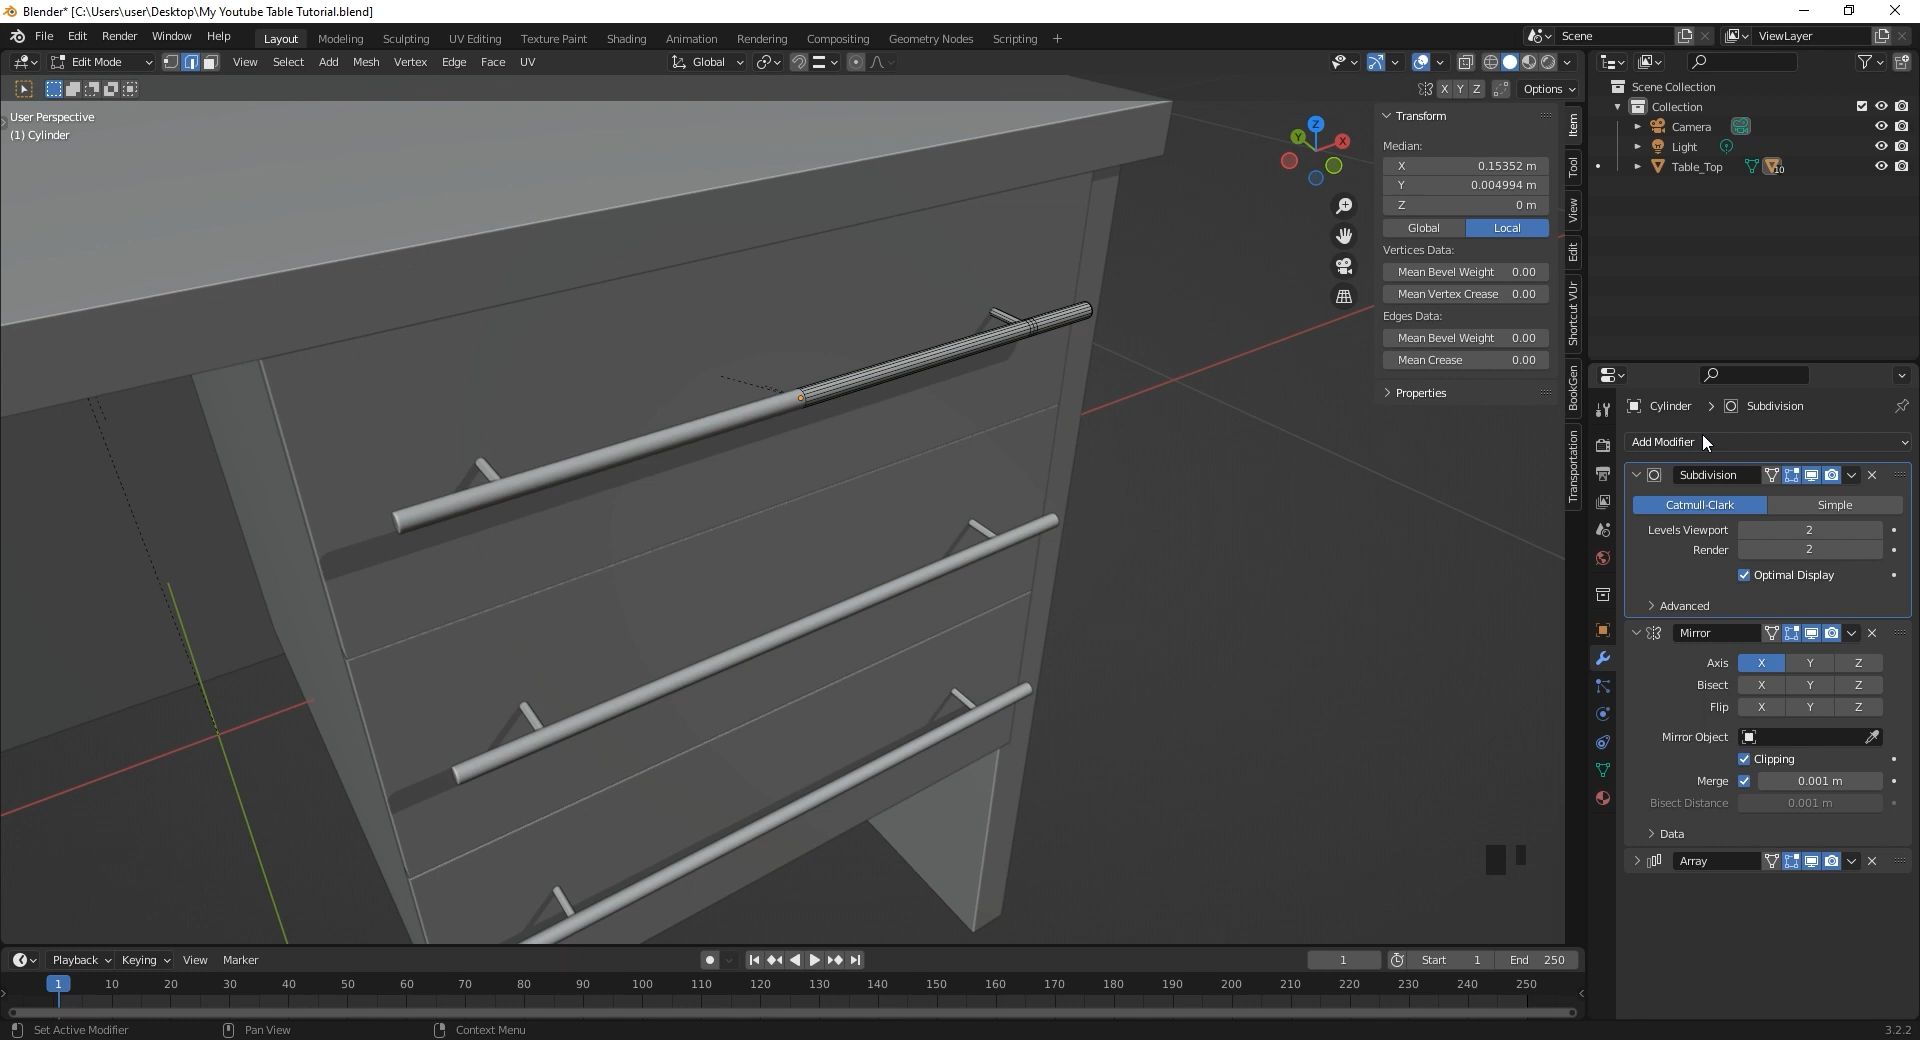 Blender* [C:\Users\user\Desktop\My Youtube Table Tutorial.blend]
File Edit Render Window Help Layout Modeling Sculpting UV Editing Texture Paint Shading Animation Rendering Compositing Geometry Nodes Scripting + Scene ViewLayer
Edit Mode View Select Add Mesh Vertex Edge Face UV Global
X Y Z Options
User Perspective
(1) Cylinder
Z Y X
Transform
Median:
X 0.15352 m
Y 0.004994 m
Z 0 m
Global Local
Vertices Data:
Mean Bevel Weight 0.00
Mean Vertex Crease 0.00
Edges Data:
Mean Bevel Weight 0.00
Mean Crease 0.00
Properties
Item
Tool
View
Edit
Shortcut VUr
BookGen
Transportation
Scene Collection
Collection
Camera
Light
Table_Top 10
Cylinder > Subdivision
Add Modifier
Subdivision
Catmull-Clark Simple
Levels Viewport 2
Render 2
Optimal Display
Advanced
Mirror
Axis X Y Z
Bisect X Y Z
Flip X Y Z
Mirror Object
Clipping
Merge 0.001 m
Bisect Distance 0.001 m
Data
Array
Playback Keying View Marker 1 Start 1 End 250
1 10 20 30 40 50 60 70 80 90 100 110 120 130 140 150 160 170 180 190 200 210 220 230 240 250
Set Active Modifier Pan View Context Menu 3.2.2